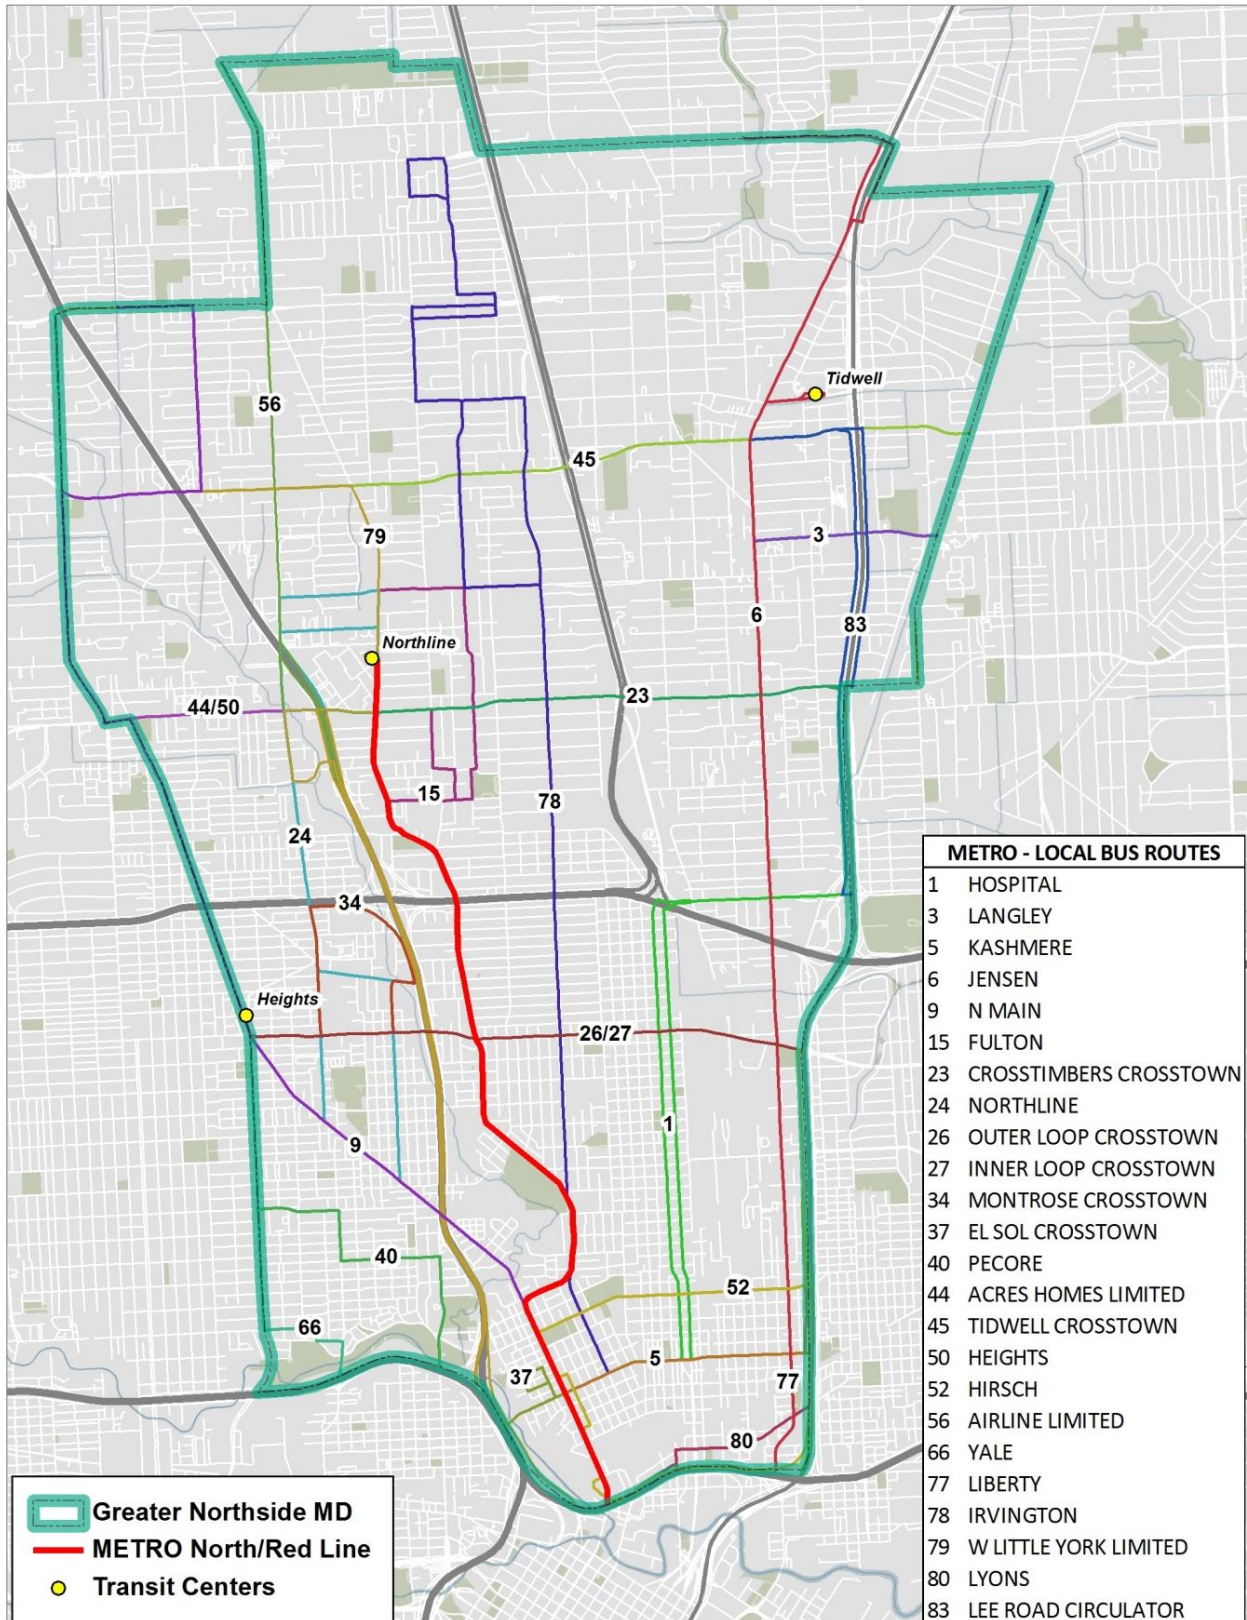 Tidwell
56
45
79
3
6
83
Northline
23
44/50
15
78
24
34
Heights
26/27
1
9
40
52
66
5
37
77
80
METRO - LOCAL BUS ROUTES
1 HOSPITAL
3 LANGLEY
5 KASHMERE
6 JENSEN
9 N MAIN
15 FULTON
23 CROSSTIMBERS CROSSTOWN
24 NORTHLINE
26 OUTER LOOP CROSSTOWN
27 INNER LOOP CROSSTOWN
34 MONTROSE CROSSTOWN
37 EL SOL CROSSTOWN
40 PECORE
44 ACRES HOMES LIMITED
45 TIDWELL CROSSTOWN
50 HEIGHTS
52 HIRSCH
56 AIRLINE LIMITED
66 YALE
77 LIBERTY
78 IRVINGTON
79 W LITTLE YORK LIMITED
80 LYONS
83 LEE ROAD CIRCULATOR
Greater Northside MD
METRO North/Red Line
Transit Centers